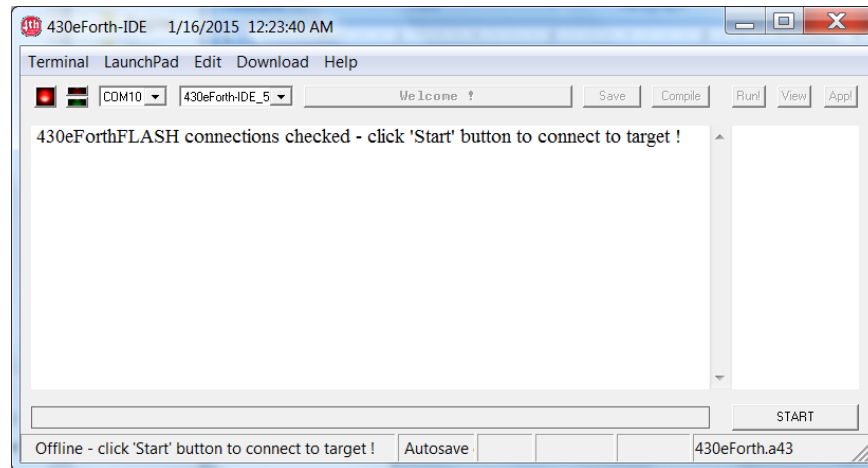 4th 430eForth-IDE 1/16/2015 12:23:40 AM
Terminal LaunchPad Edit Download Help
COM10 430eForth-IDE_5 Welcome ! Save Compile Run! View App!
430eForthFLASH connections checked - click 'Start' button to connect to target !
START
Offline - click 'Start' button to connect to target ! Autosave 430eForth.a43